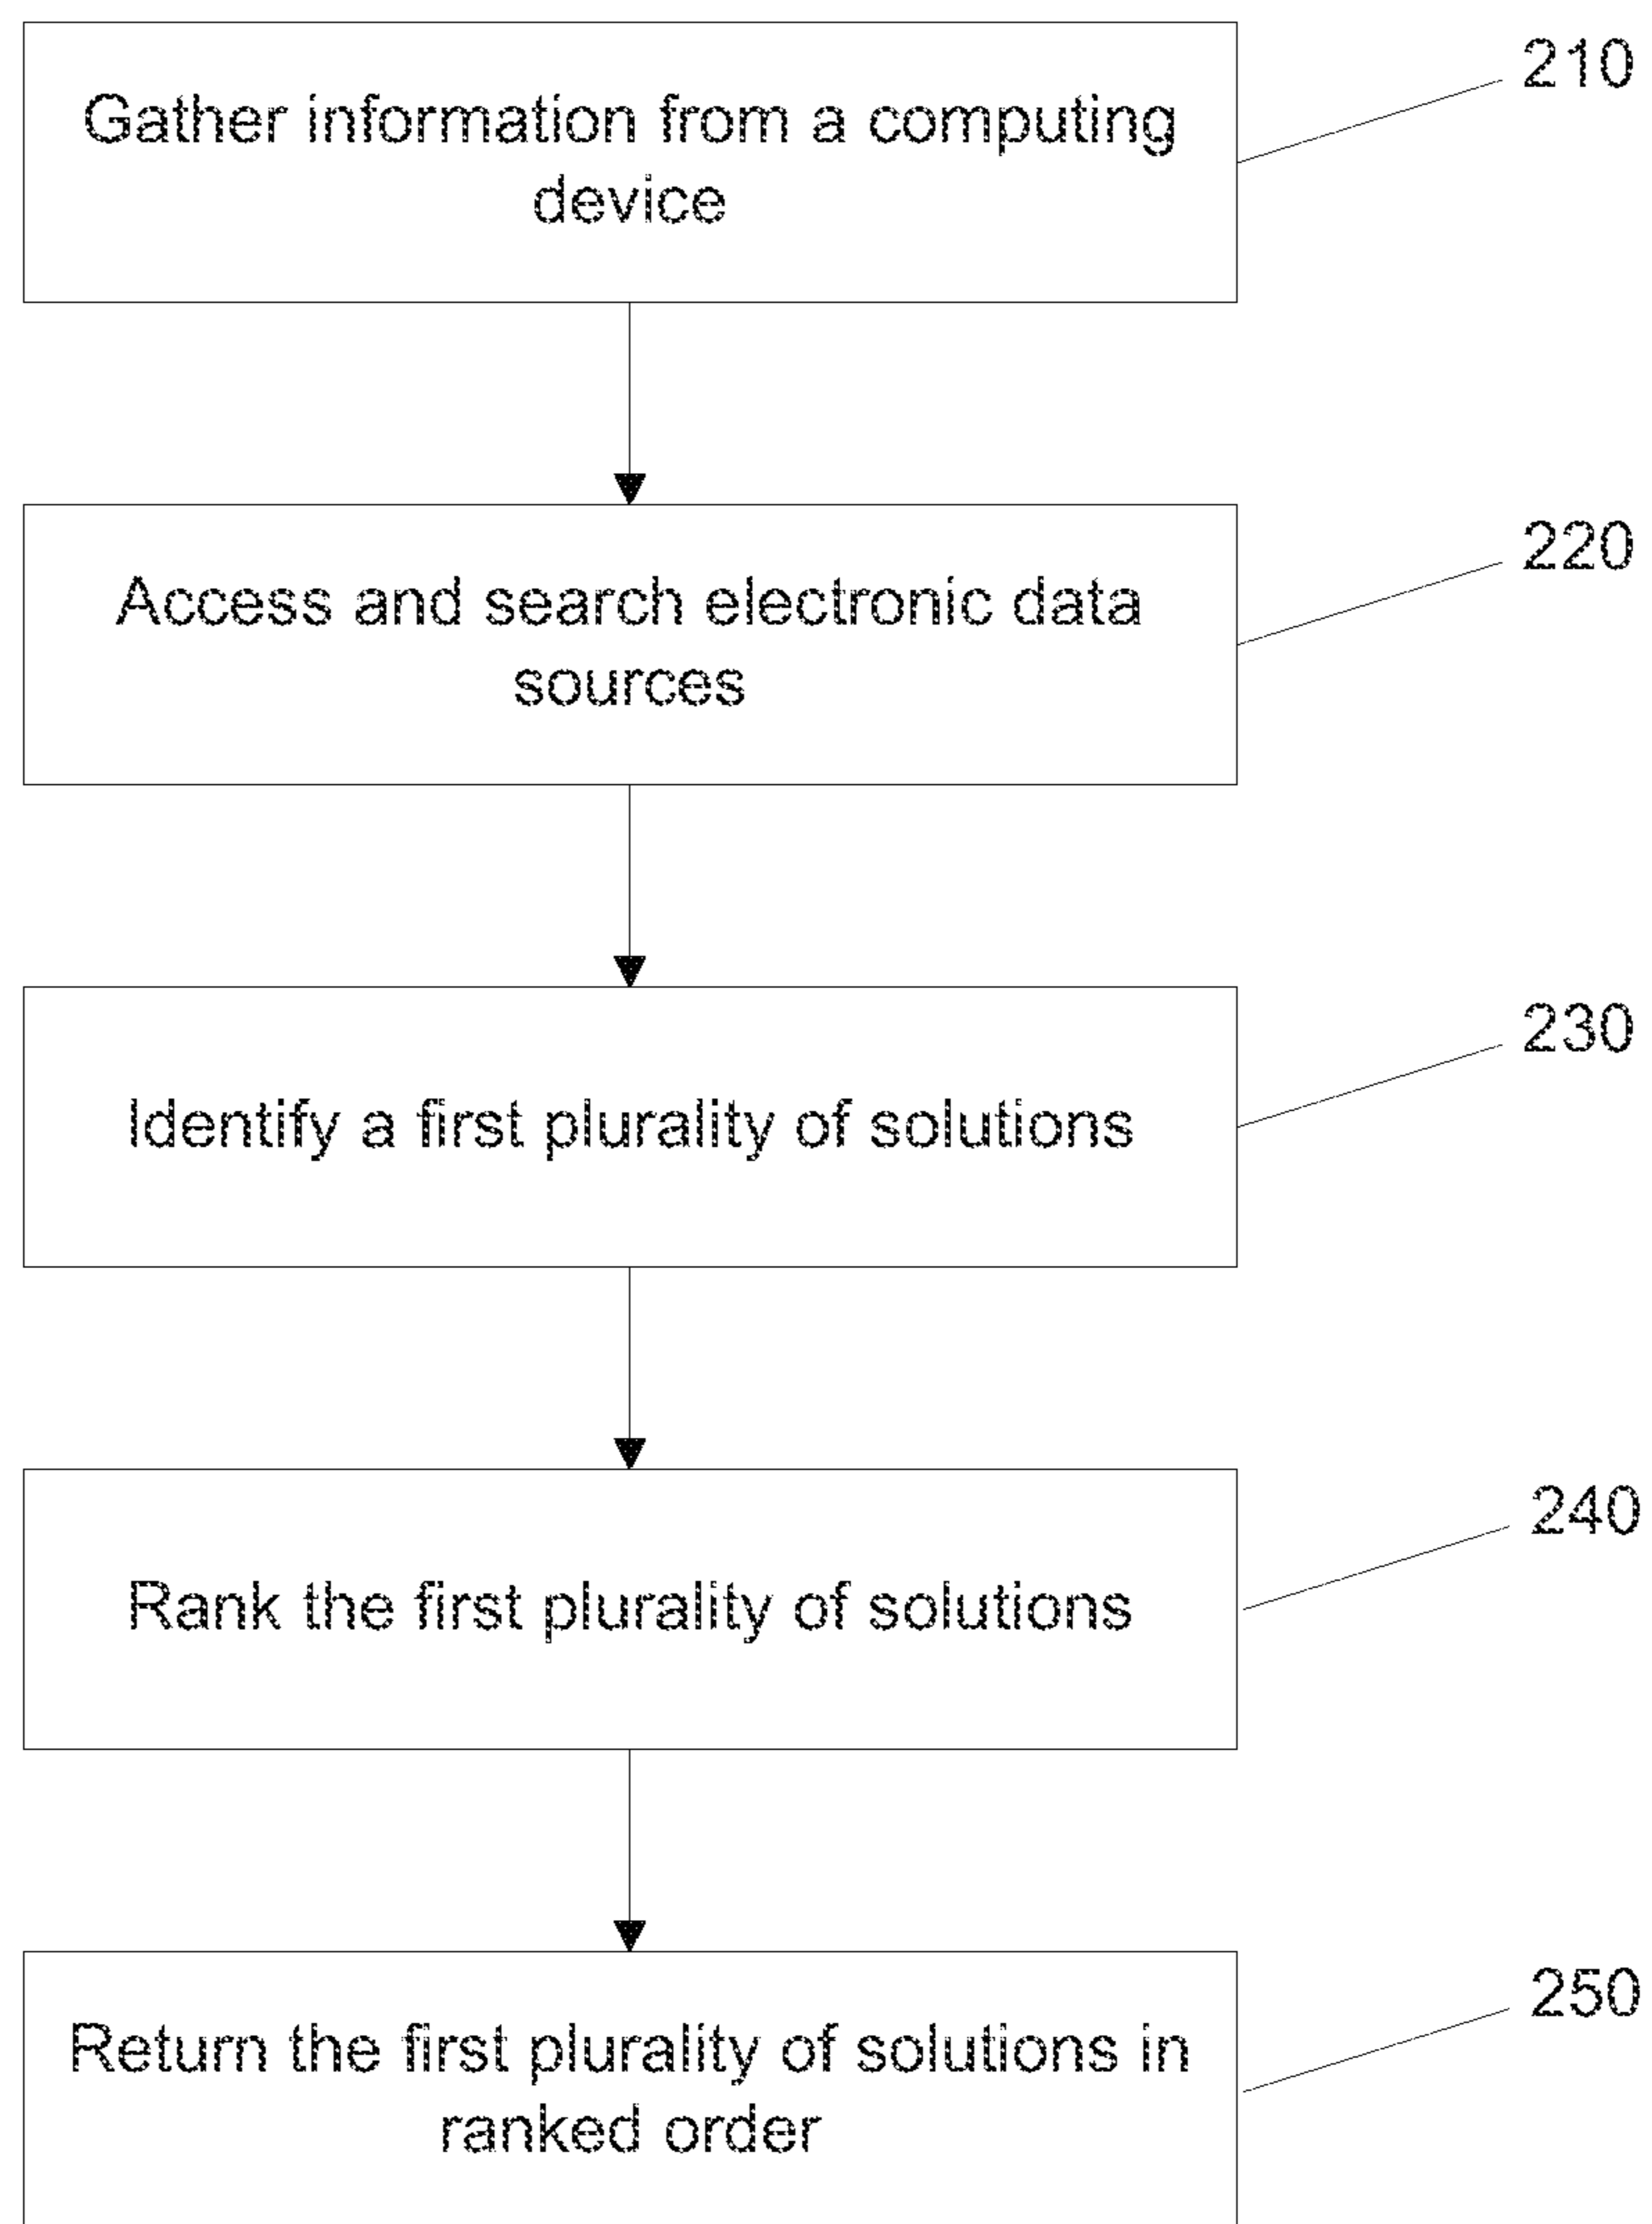 Gather information from a computing
device
210
Access and search electronic data
sources
220
Identify a first plurality of solutions
230
Rank the first plurality of solutions
240
Return the first plurality of solutions in
ranked order
250